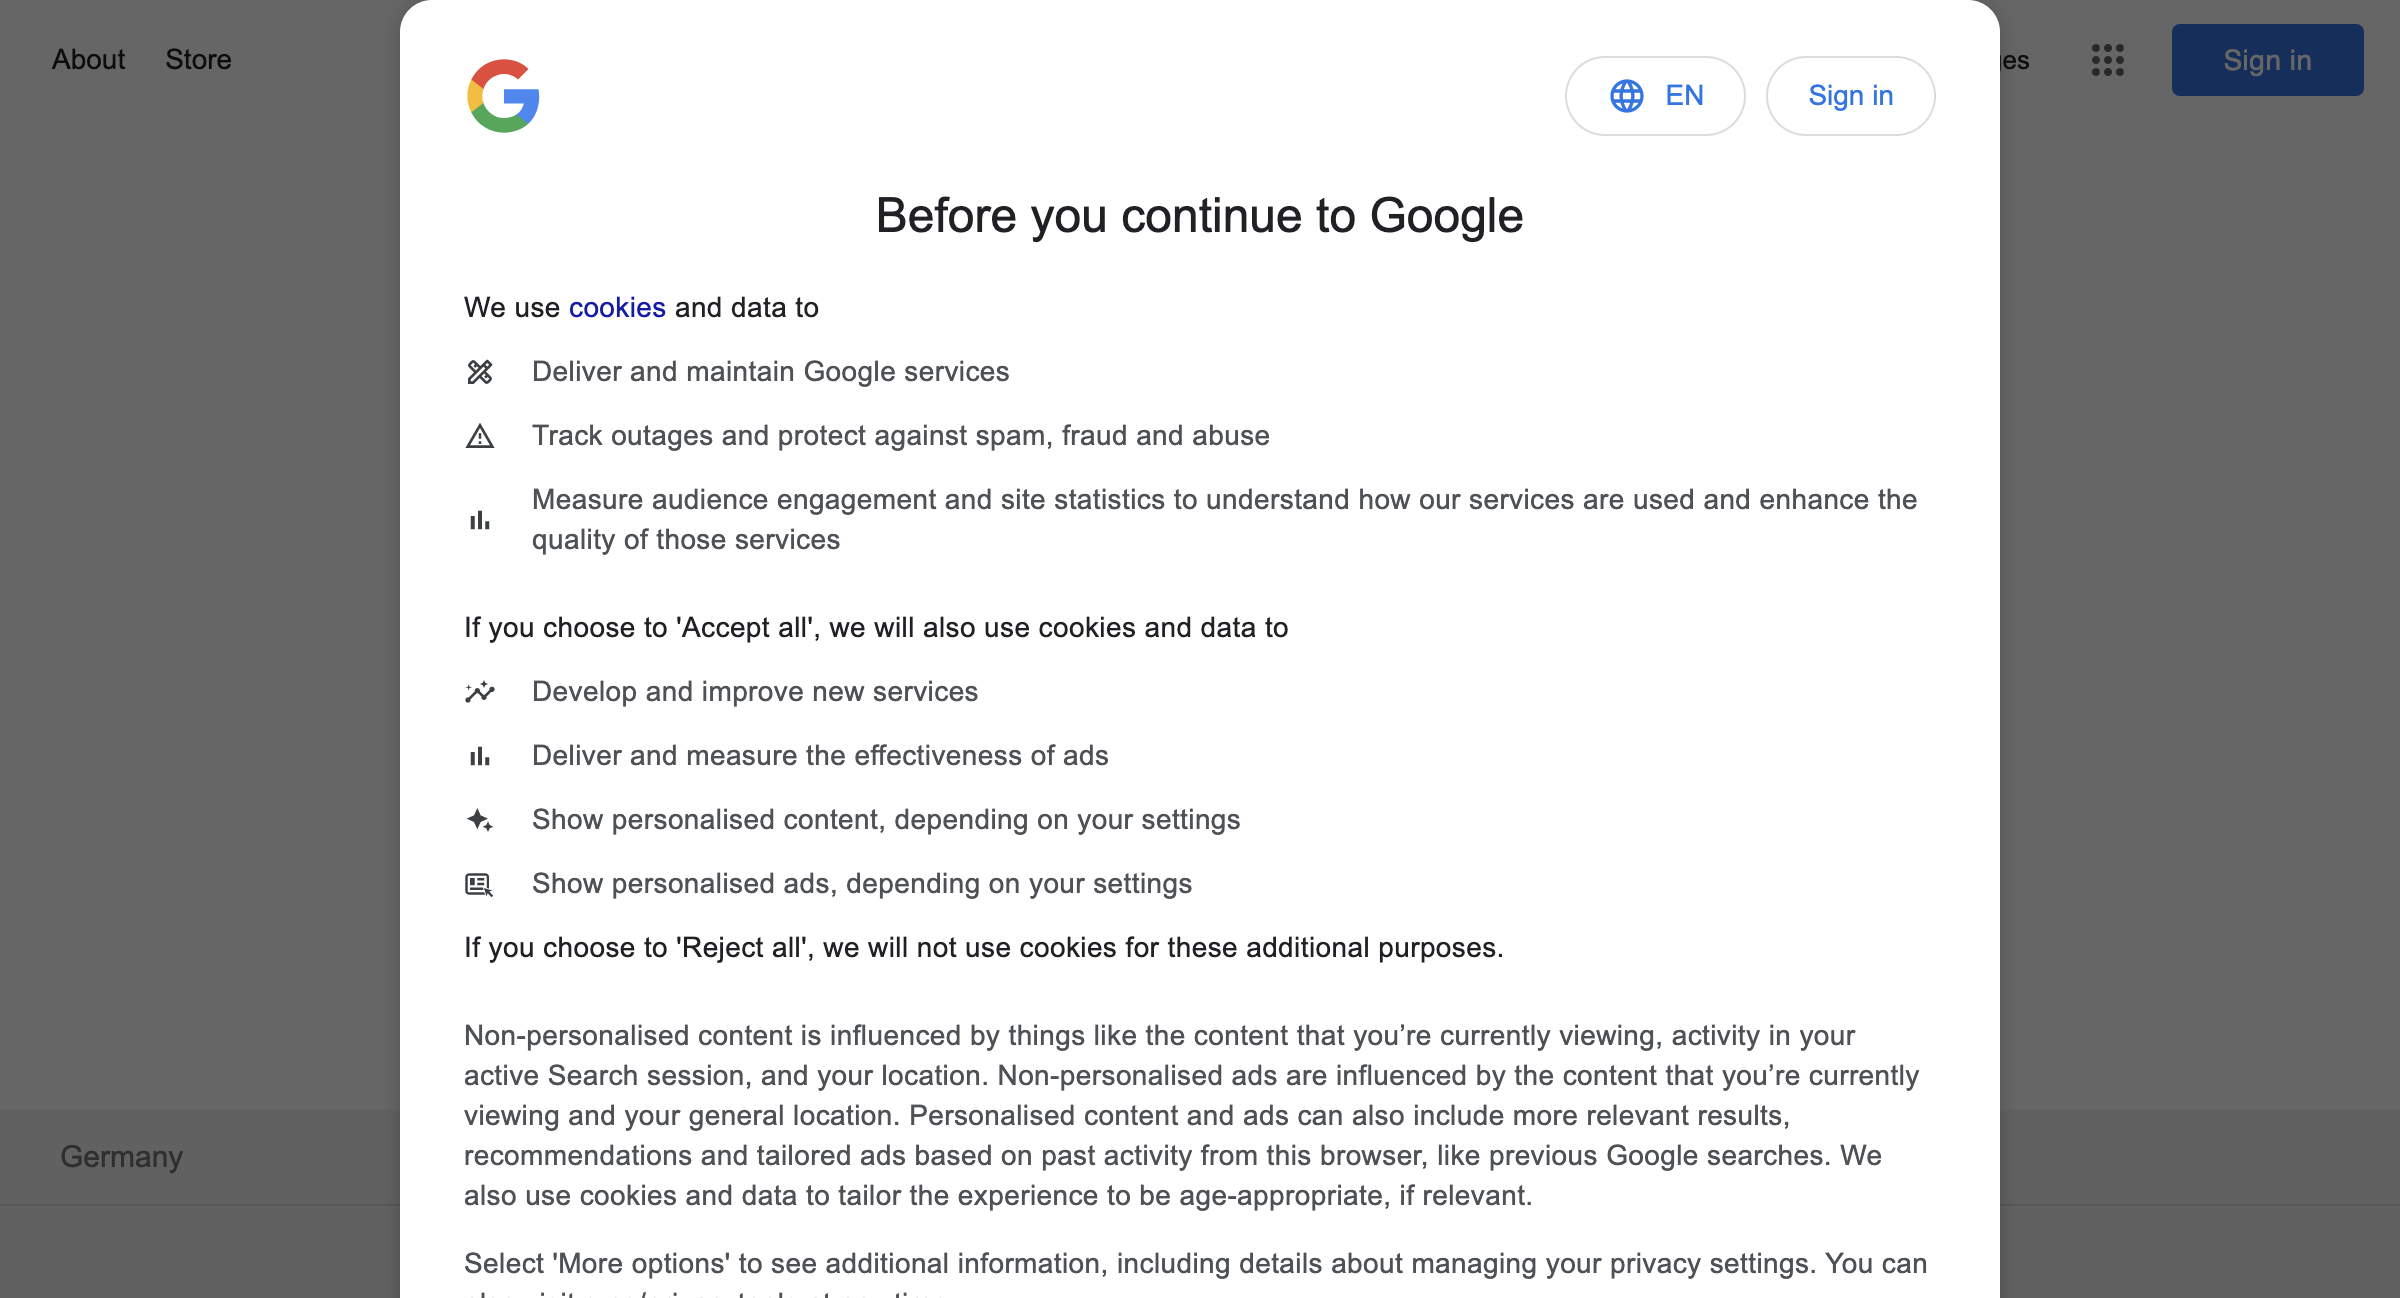 About Store
Sign in
EN
Sign in
Before you continue to Google
We use cookies and data to
Deliver and maintain Google services
Track outages and protect against spam, fraud and abuse
Measure audience engagement and site statistics to understand how our services are used and enhance the
quality of those services
If you choose to 'Accept all', we will also use cookies and data to
Develop and improve new services
Deliver and measure the effectiveness of ads
Show personalised content, depending on your settings
Show personalised ads, depending on your settings
If you choose to 'Reject all', we will not use cookies for these additional purposes.
Non-personalised content is influenced by things like the content that you’re currently viewing, activity in your
active Search session, and your location. Non-personalised ads are influenced by the content that you’re currently
viewing and your general location. Personalised content and ads can also include more relevant results,
recommendations and tailored ads based on past activity from this browser, like previous Google searches. We
also use cookies and data to tailor the experience to be age-appropriate, if relevant.
Germany
Select 'More options' to see additional information, including details about managing your privacy settings. You can